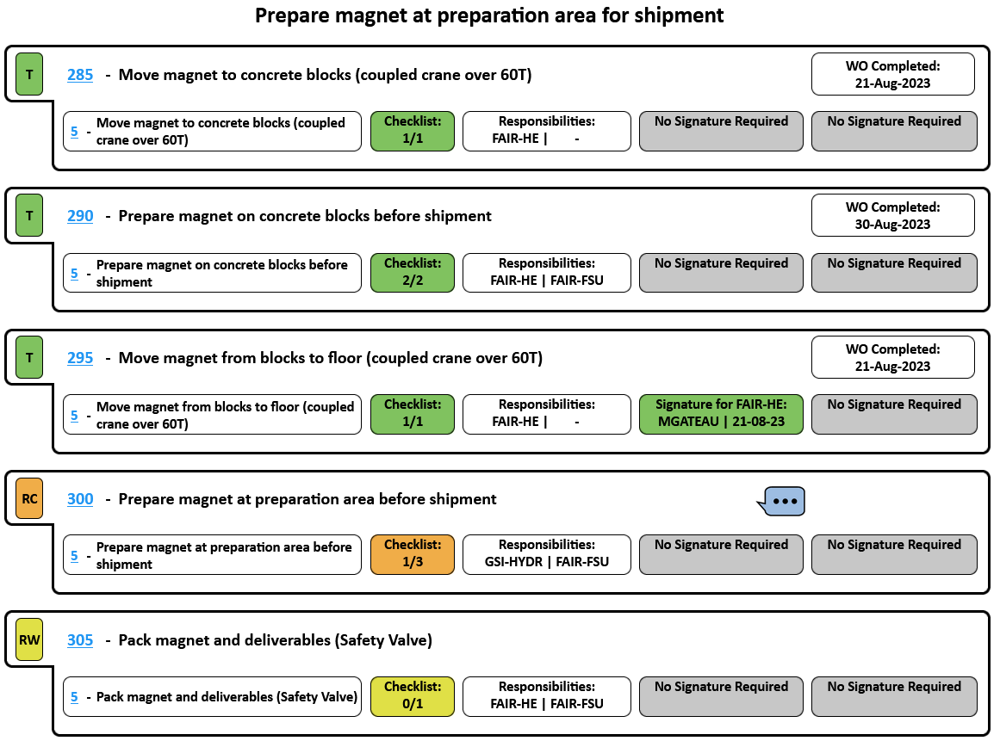 Prepare magnet at preparation area for shipment
T
285 - Move magnet to concrete blocks (coupled crane over 60T)
WO Completed:
21-Aug-2023
5 - Move magnet to concrete blocks (coupled
crane over 60T)
Checklist:
1/1
Responsibilities:
FAIR-HE | -
No Signature Required
No Signature Required
T
290 - Prepare magnet on concrete blocks before shipment
WO Completed:
30-Aug-2023
5 - Prepare magnet on concrete blocks before
shipment
Checklist:
2/2
Responsibilities:
FAIR-HE | FAIR-FSU
No Signature Required
No Signature Required
T
295 - Move magnet from blocks to floor (coupled crane over 60T)
WO Completed:
21-Aug-2023
5 - Move magnet from blocks to floor (coupled
crane over 60T)
Checklist:
1/1
Responsibilities:
FAIR-HE | -
Signature for FAIR-HE:
MGATEAU | 21-08-23
No Signature Required
RC
300 - Prepare magnet at preparation area before shipment
5 - Prepare magnet at preparation area before
shipment
Checklist:
1/3
Responsibilities:
GSI-HYDR | FAIR-FSU
No Signature Required
No Signature Required
RW
305 - Pack magnet and deliverables (Safety Valve)
5 - Pack magnet and deliverables (Safety Valve)
Checklist:
0/1
Responsibilities:
FAIR-HE | FAIR-FSU
No Signature Required
No Signature Required